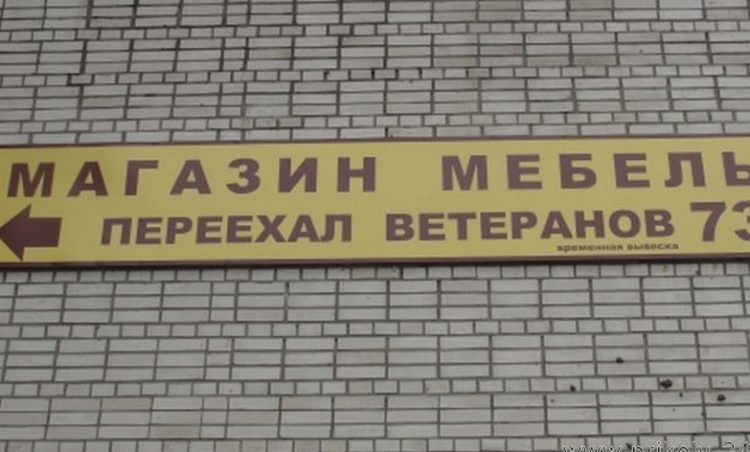 МАГАЗИН МЕБЕЛЬ
ПЕРЕЕХАЛ ВЕТЕРАНОВ 73
временная вывеска